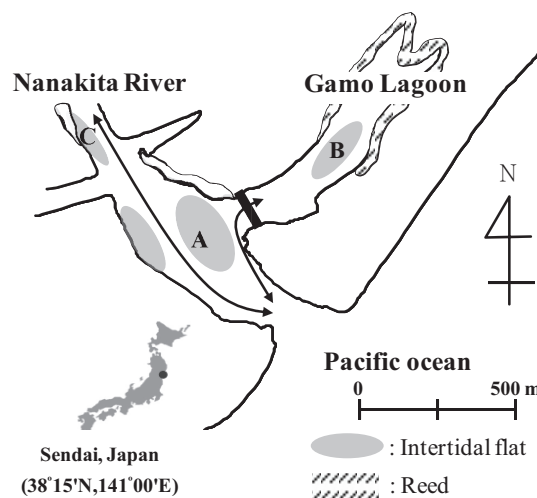 Nanakita River
Gamo Lagoon
C
B
A
N
Pacific ocean
0 500 m
: Intertidal flat
: Reed
Sendai, Japan
(38°15'N,141°00'E)